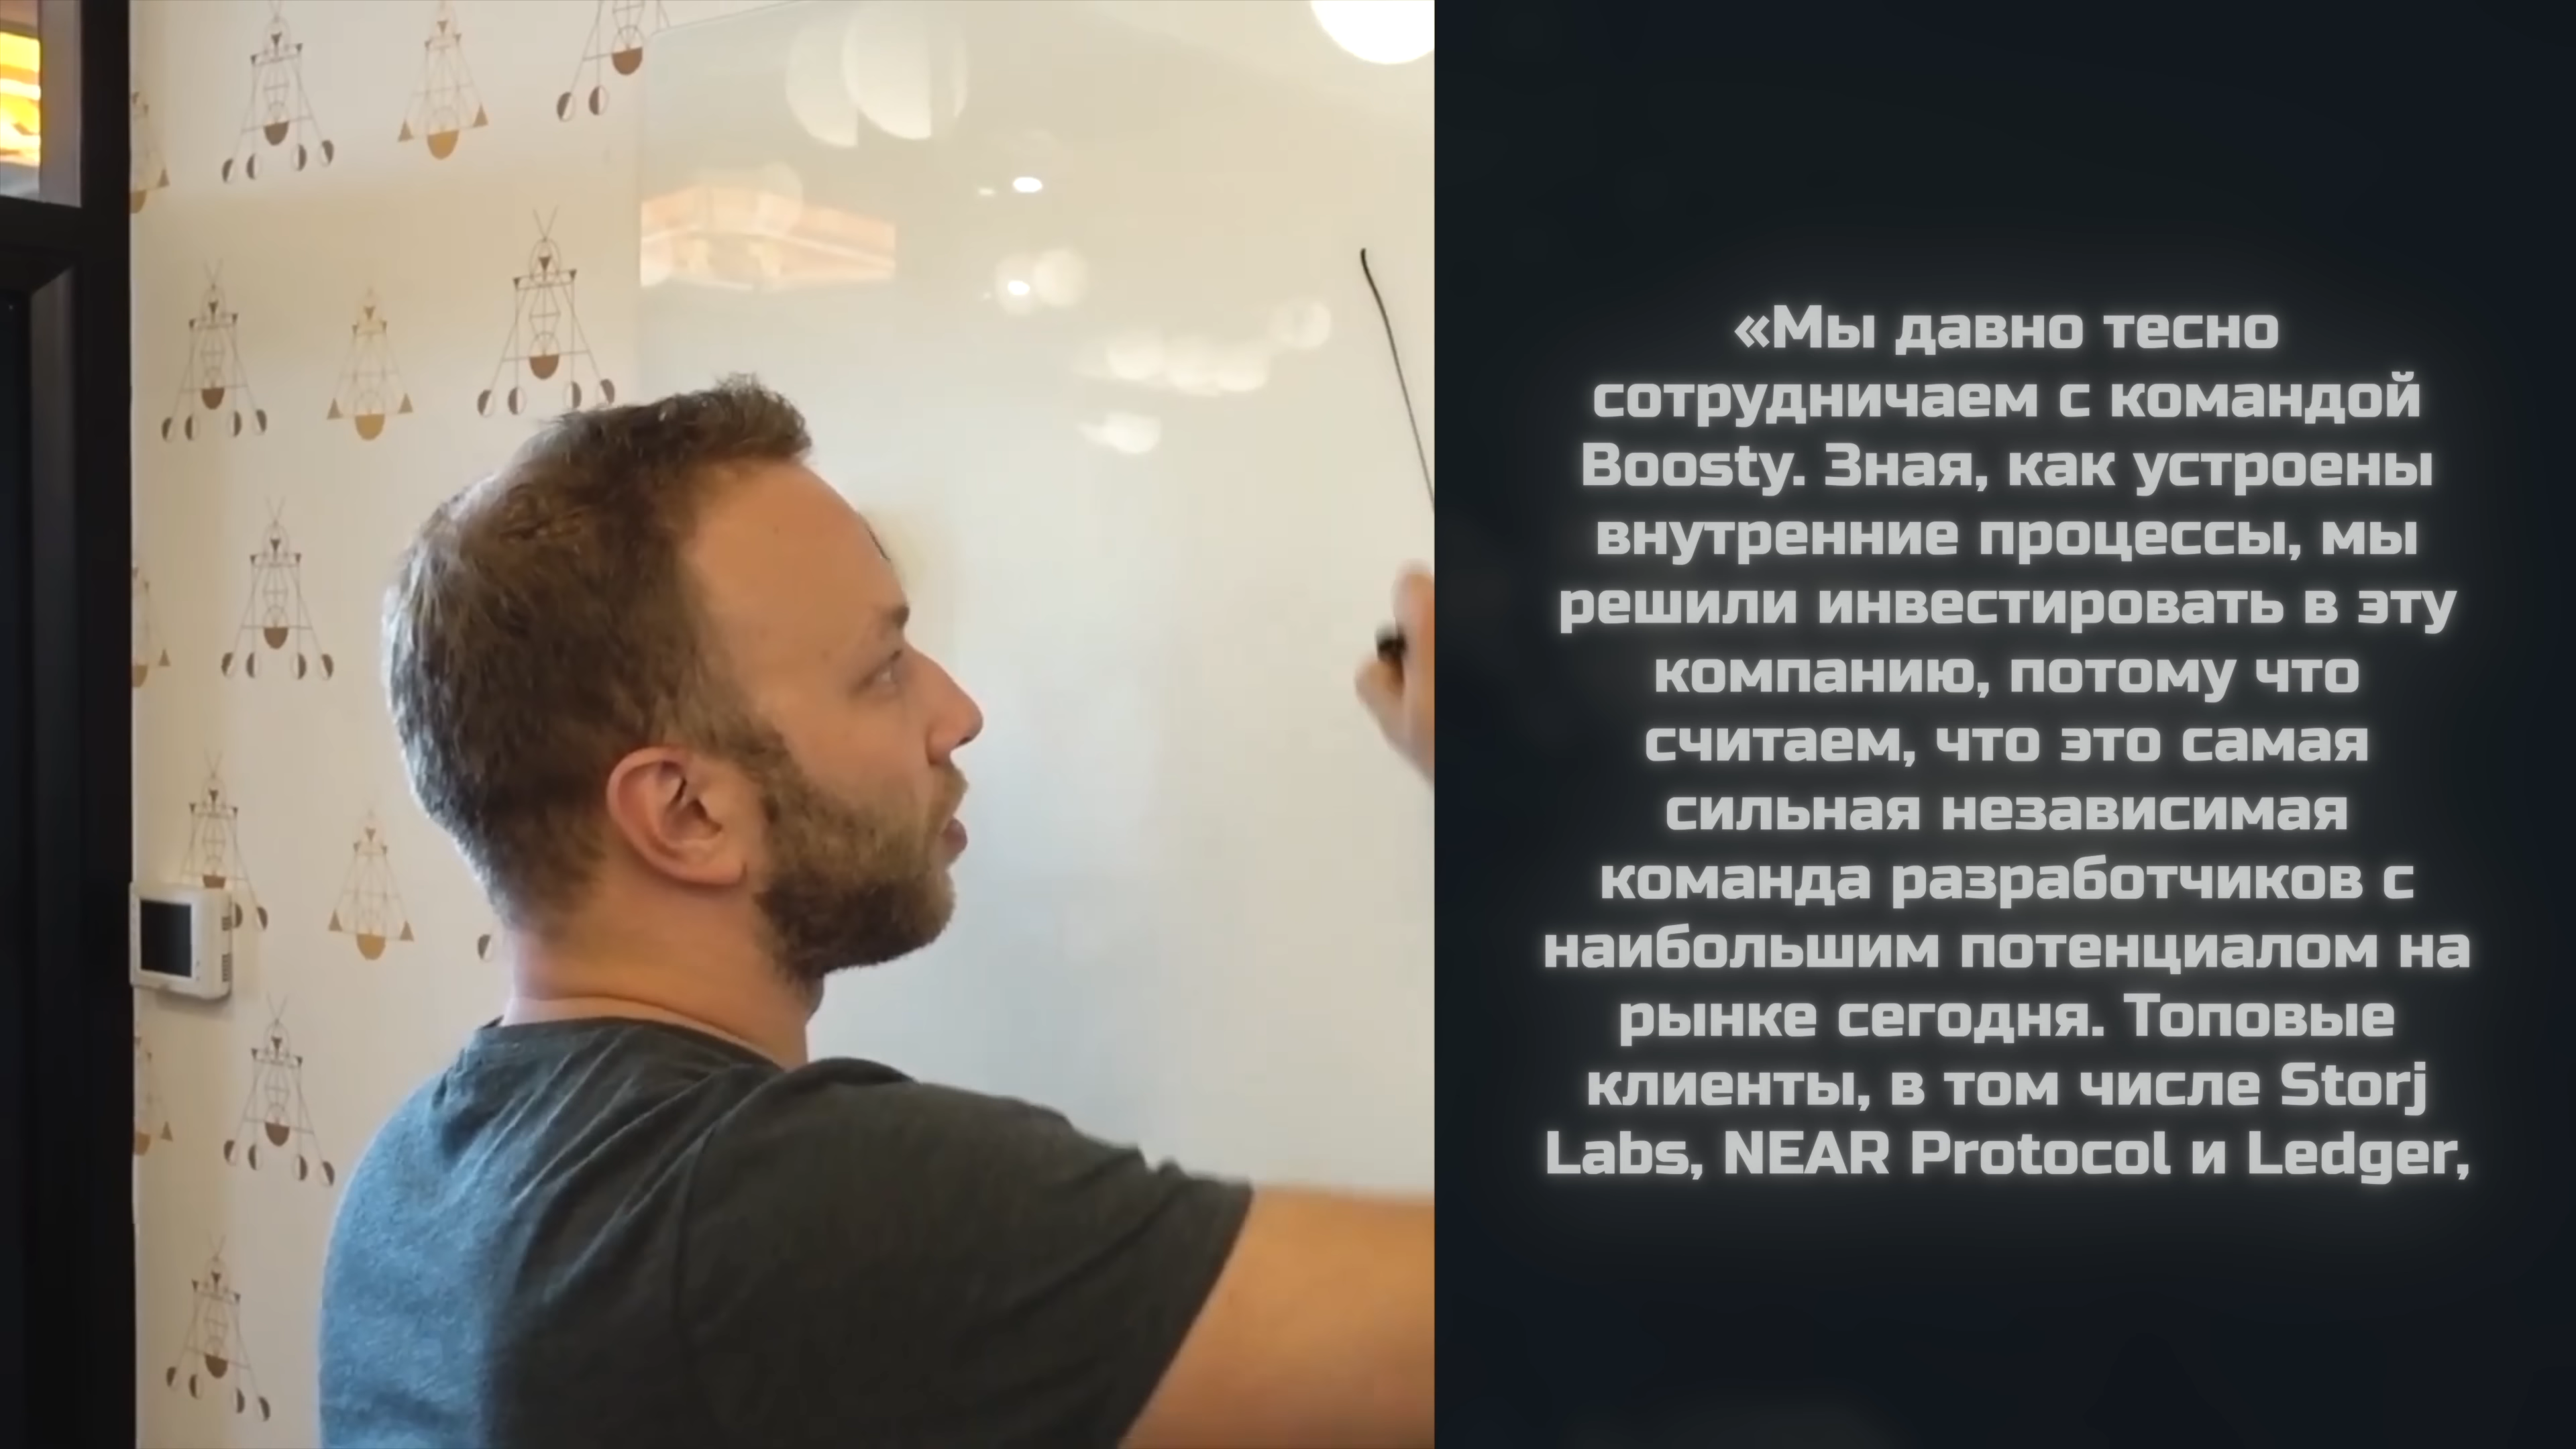 «Мы давно тесно
сотрудничаем с командой
Boosty. Зная, как устроены
внутренние процессы, мы
решили инвестировать в эту
компанию, потому что
считаем, что это самая
сильная независимая
команда разработчиков с
наибольшим потенциалом на
рынке сегодня. Топовые
клиенты, в том числе Storj
Labs, NEAR Protocol и Ledger,